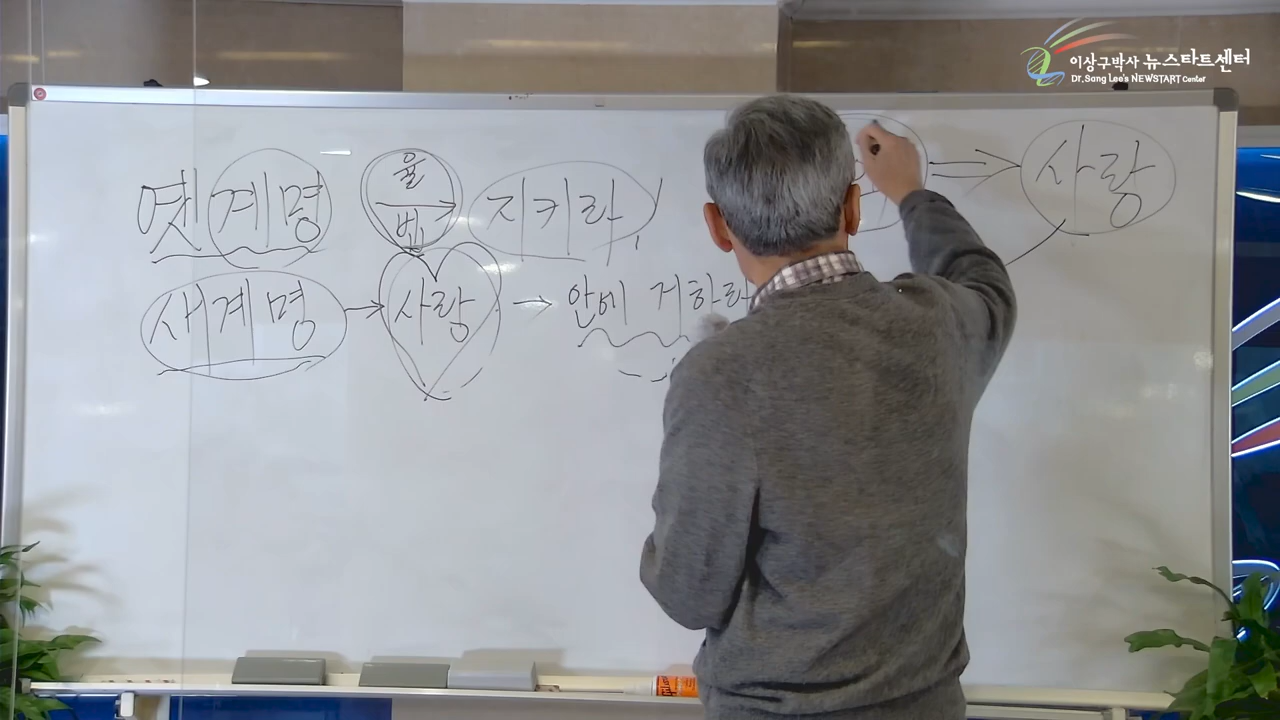 이상구박사 뉴스타트센터
Dr. Sang Lee's NEWSTART Center
옛계명 율법 지키라! ⇒ 사랑
새계명 → 사랑 → 안에 거하라